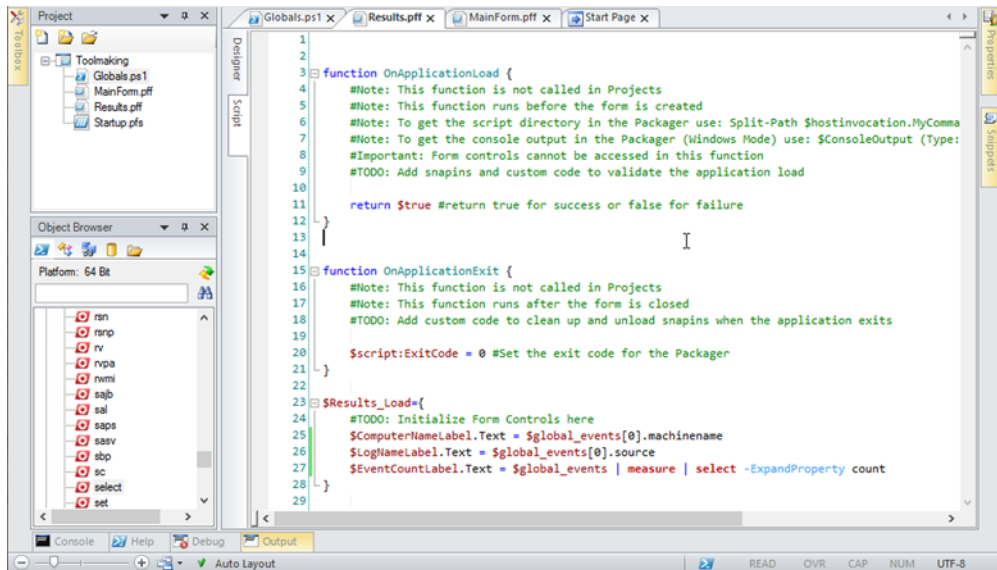 Toolbox
Project
Toolmaking
Globals.ps1
MainForm.pff
Results.pff
Startup.pfs
Object Browser
Platform: 64 Bit
rsn
rsnp
rv
rvpa
rwmi
sajb
sal
saps
sasv
sbp
sc
select
set
Globals.ps1 x
Results.pff x
MainForm.pff x
Start Page x
Designer
Script
1
2
3 function OnApplicationLoad {
4 #Note: This function is not called in Projects
5 #Note: This function runs before the form is created
6 #Note: To get the script directory in the Packager use: Split-Path $hostinvocation.MyComma
7 #Note: To get the console output in the Packager (Windows Mode) use: $ConsoleOutput (Type:
8 #Important: Form controls cannot be accessed in this function
9 #TODO: Add snapins and custom code to validate the application load
10
11 return $true #return true for success or false for failure
12 }
13
14
15 function OnApplicationExit {
16 #Note: This function is not called in Projects
17 #Note: This function runs after the form is closed
18 #TODO: Add custom code to clean up and unload snapins when the application exits
19
20 $script:ExitCode = 0 #Set the exit code for the Packager
21 }
22
23 $Results_Load={
24 #TODO: Initialize Form Controls here
25 $ComputerNameLabel.Text = $global_events[0].machinename
26 $LogNameLabel.Text = $global_events[0].source
27 $EventCountLabel.Text = $global_events | measure | select -ExpandProperty count
28 }
29
Properties
Snippets
Console Help Debug Output
Auto Layout READ OVR CAP NUM UTF-8